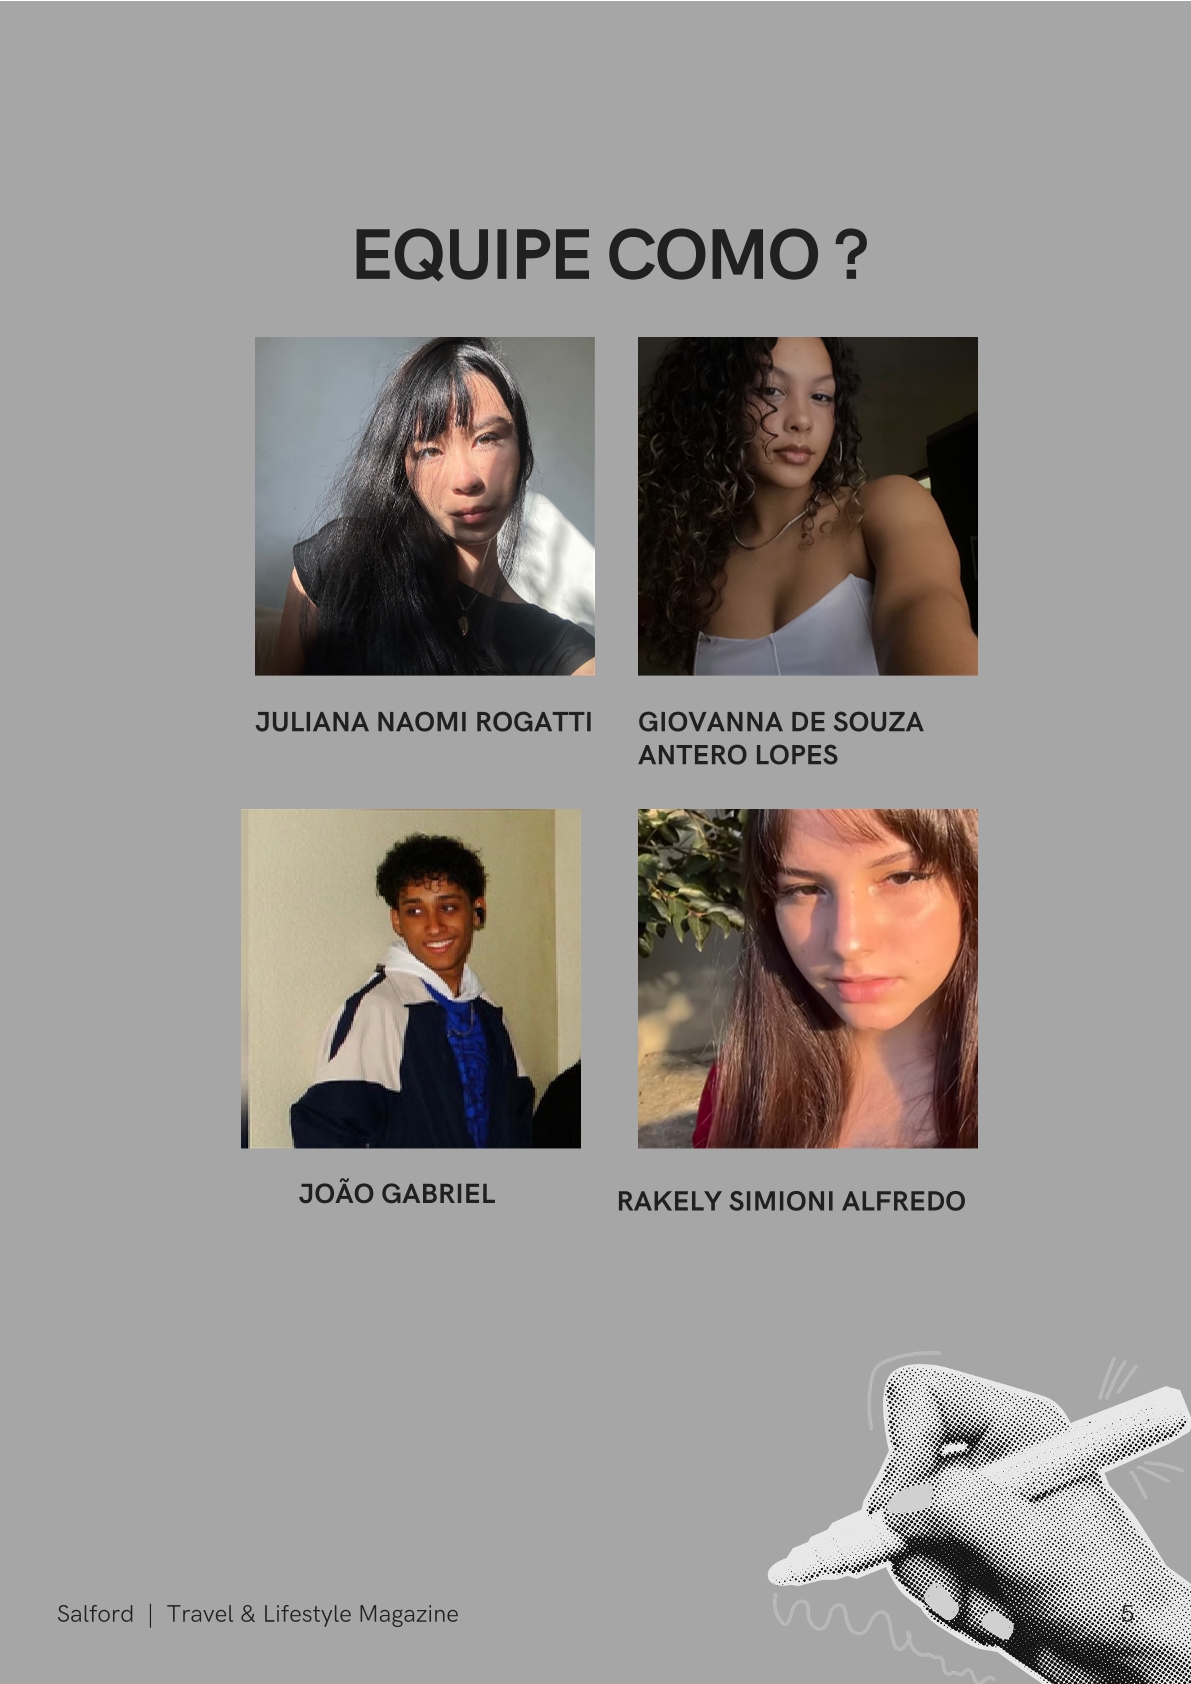 EQUIPE COMO ?
JULIANA NAOMI ROGATTI
GIOVANNA DE SOUZA
ANTERO LOPES
JOÃO GABRIEL
RAKELY SIMIONI ALFREDO
Salford | Travel & Lifestyle Magazine
5